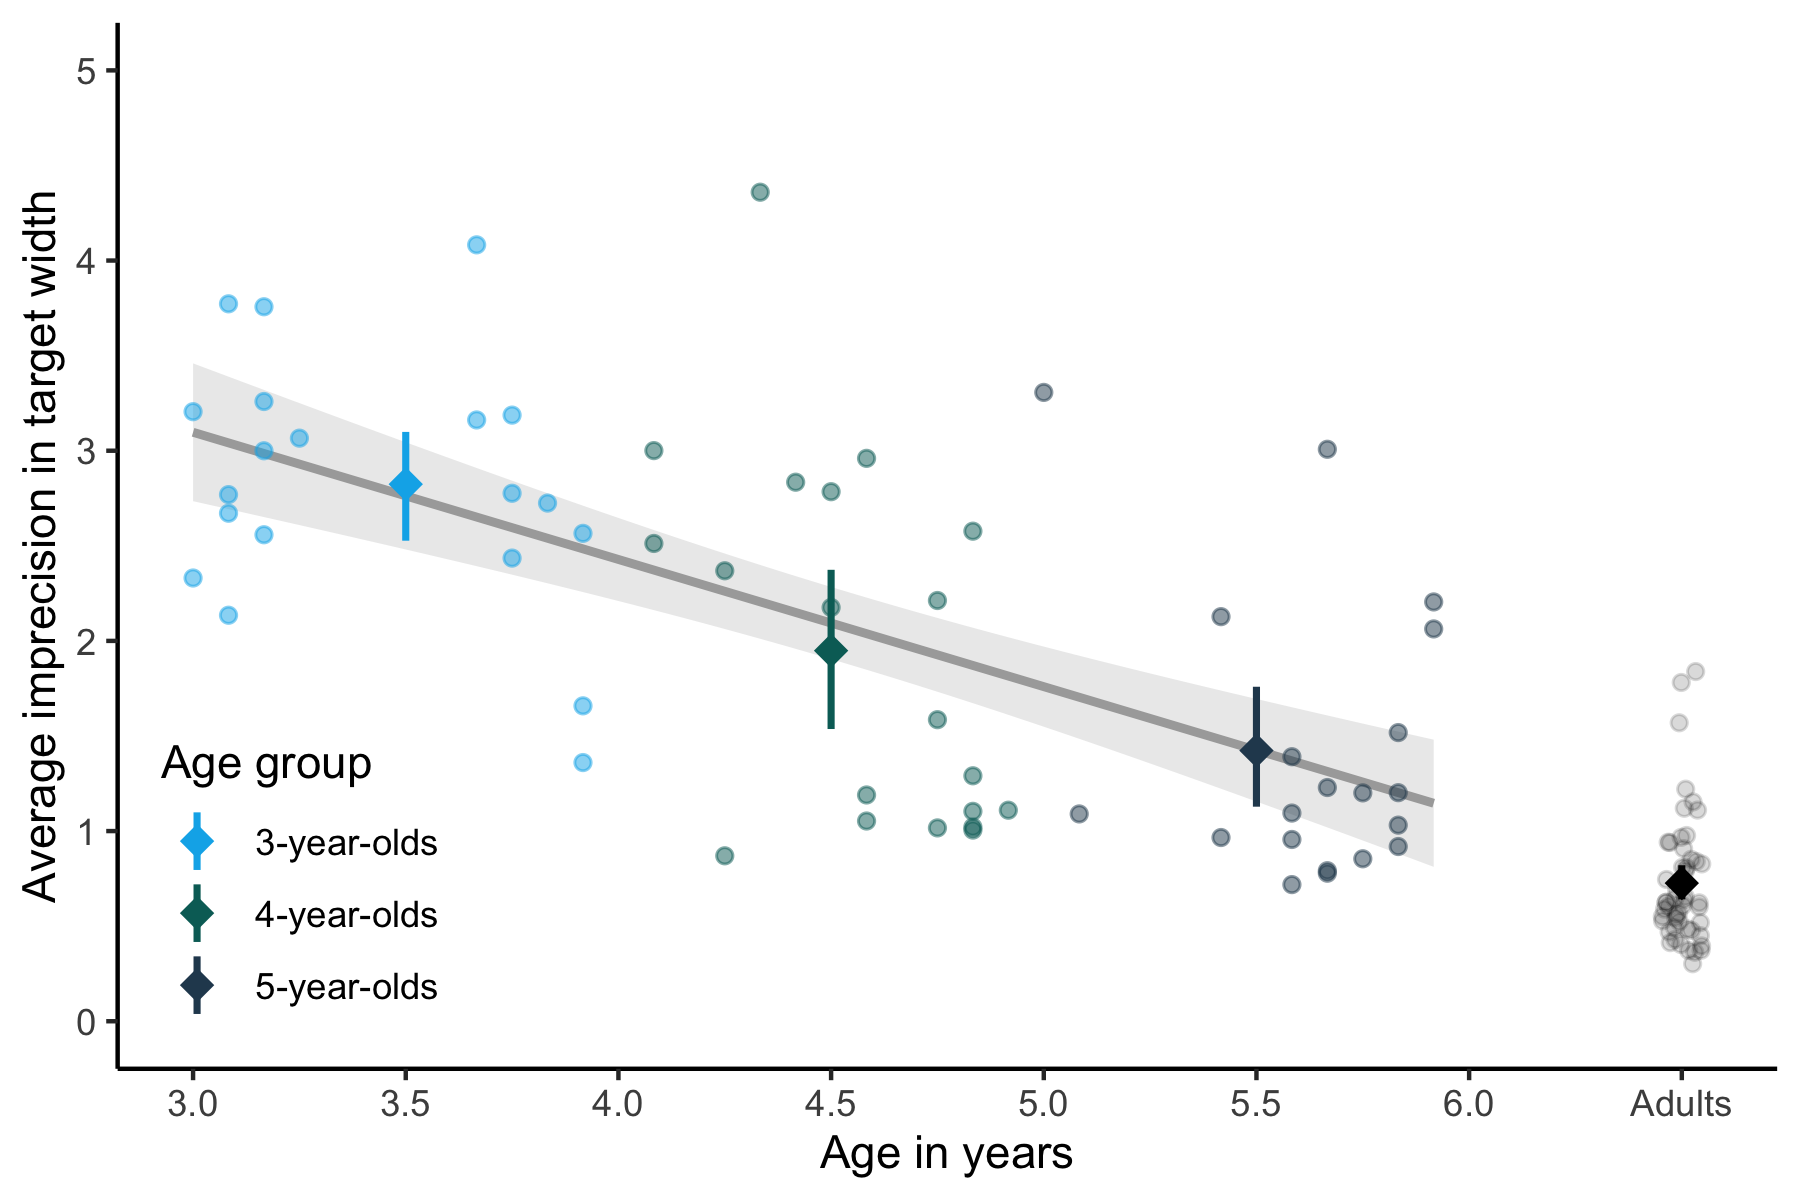 Average imprecision in target width
5
4
3
2
1
0
Age group
3-year-olds
4-year-olds
5-year-olds
3.0 3.5 4.0 4.5 5.0 5.5 6.0 Adults
Age in years